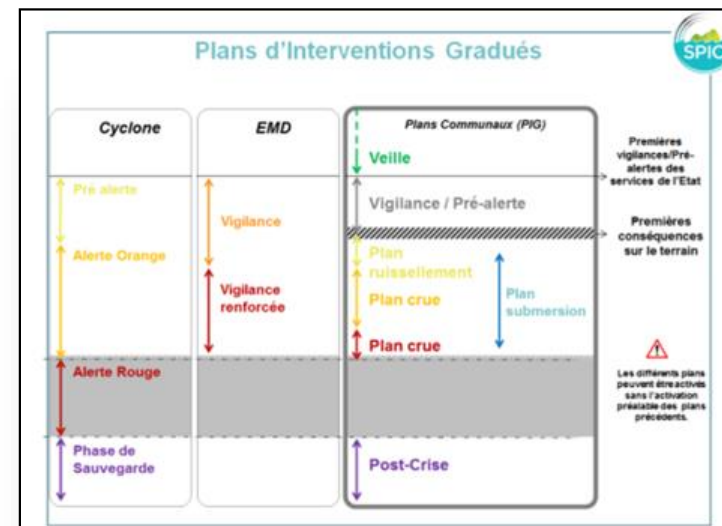 Plans d'Interventions Gradués
SPIC
Cyclone
EMD
Plans Communaux (PIG)
Veille
Premières
vigilances/Pré-
alertes des
services de l'Etat
Pré alerte
Vigilance
Vigilance / Pré-alerte
Premières
conséquences
sur le terrain
Alerte Orange
Plan
ruissellement
Vigilance
renforcée
Plan crue
Plan
submersion
Plan crue
Alerte Rouge
Les différents plans
peuvent être activés
sans l'activation
préalable des plans
précédents.
Phase de
Sauvegarde
Post-Crise